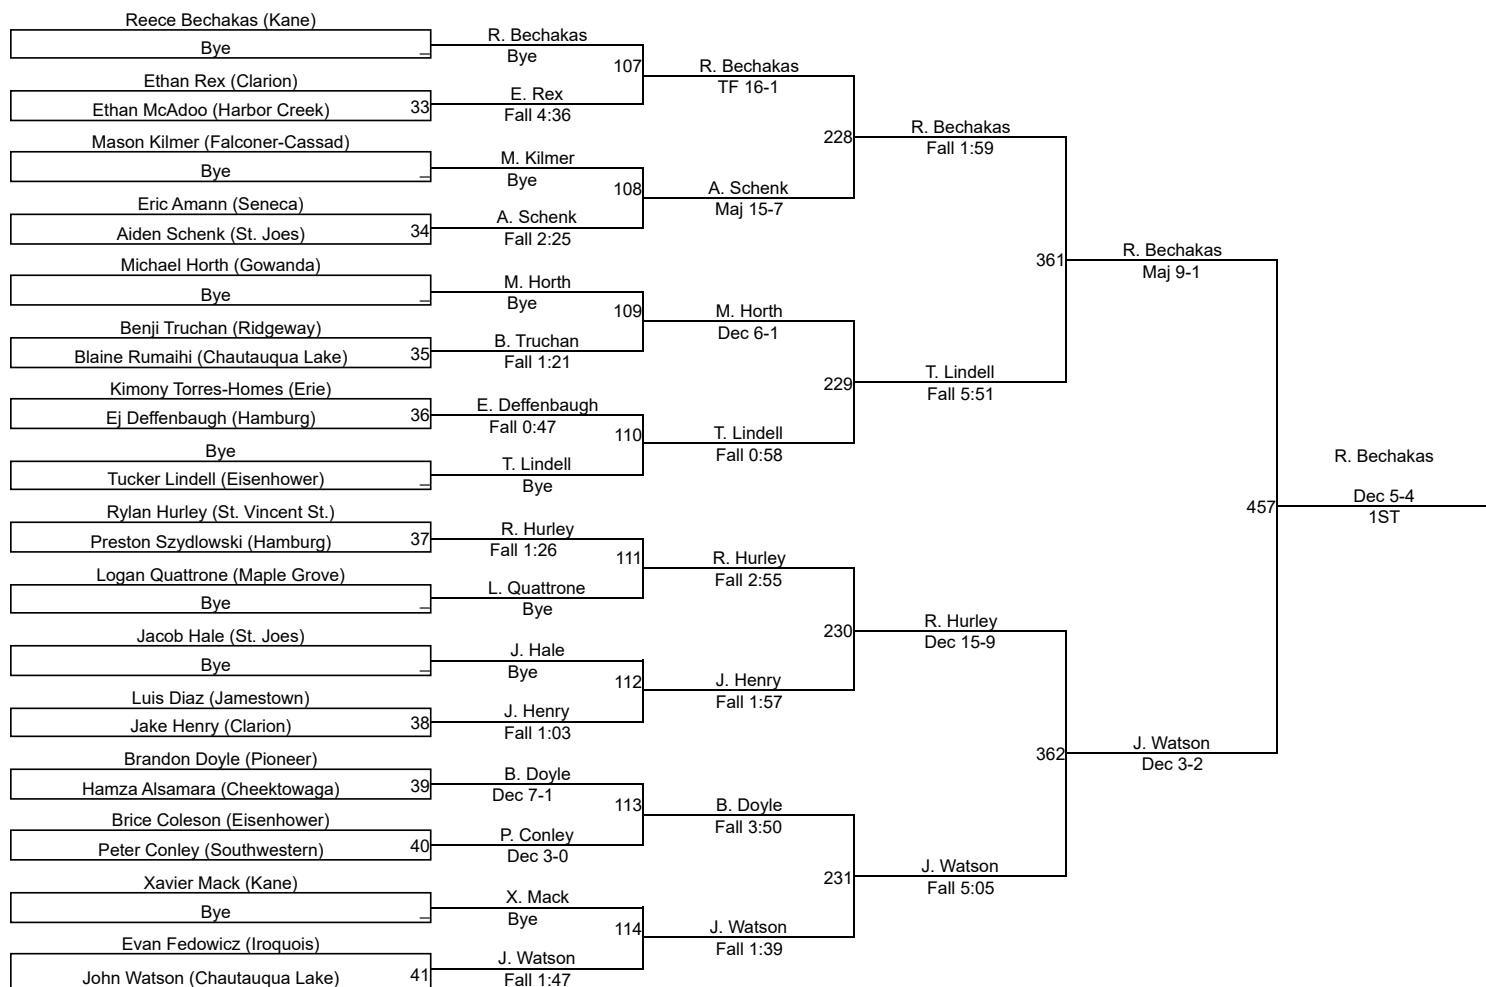 Reece Bechakas (Kane)
Bye _
R. Bechakas
Bye
107
Ethan Rex (Clarion)
Ethan McAdoo (Harbor Creek) 33
E. Rex
Fall 4:36
R. Bechakas
TF 16-1
Mason Kilmer (Falconer-Cassad)
Bye _
M. Kilmer
Bye
108
Eric Amann (Seneca)
Aiden Schenk (St. Joes) 34
A. Schenk
Fall 2:25
A. Schenk
Maj 15-7
228
R. Bechakas
Fall 1:59
Michael Horth (Gowanda)
Bye _
M. Horth
Bye
109
Benji Truchan (Ridgeway)
Blaine Rumaihi (Chautauqua Lake) 35
B. Truchan
Fall 1:21
M. Horth
Dec 6-1
Kimony Torres-Homes (Erie)
Ej Deffenbaugh (Hamburg) 36
E. Deffenbaugh
Fall 0:47
110
Bye
Tucker Lindell (Eisenhower) _
T. Lindell
Bye
T. Lindell
Fall 0:58
229
T. Lindell
Fall 5:51
361
R. Bechakas
Maj 9-1
Rylan Hurley (St. Vincent St.)
Preston Szydlowski (Hamburg) 37
R. Hurley
Fall 1:26
111
Logan Quattrone (Maple Grove)
Bye _
L. Quattrone
Bye
R. Hurley
Fall 2:55
Jacob Hale (St. Joes)
Bye _
J. Hale
Bye
112
Luis Diaz (Jamestown)
Jake Henry (Clarion) 38
J. Henry
Fall 1:03
J. Henry
Fall 1:57
230
R. Hurley
Dec 15-9
Brandon Doyle (Pioneer)
Hamza Alsamara (Cheektowaga) 39
B. Doyle
Dec 7-1
113
Brice Coleson (Eisenhower)
Peter Conley (Southwestern) 40
P. Conley
Dec 3-0
B. Doyle
Fall 3:50
Xavier Mack (Kane)
Bye _
X. Mack
Bye
114
Evan Fedowicz (Iroquois)
John Watson (Chautauqua Lake) 41
J. Watson
Fall 1:47
J. Watson
Fall 1:39
231
J. Watson
Fall 5:05
362
J. Watson
Dec 3-2
457
R. Bechakas
Dec 5-4
1ST